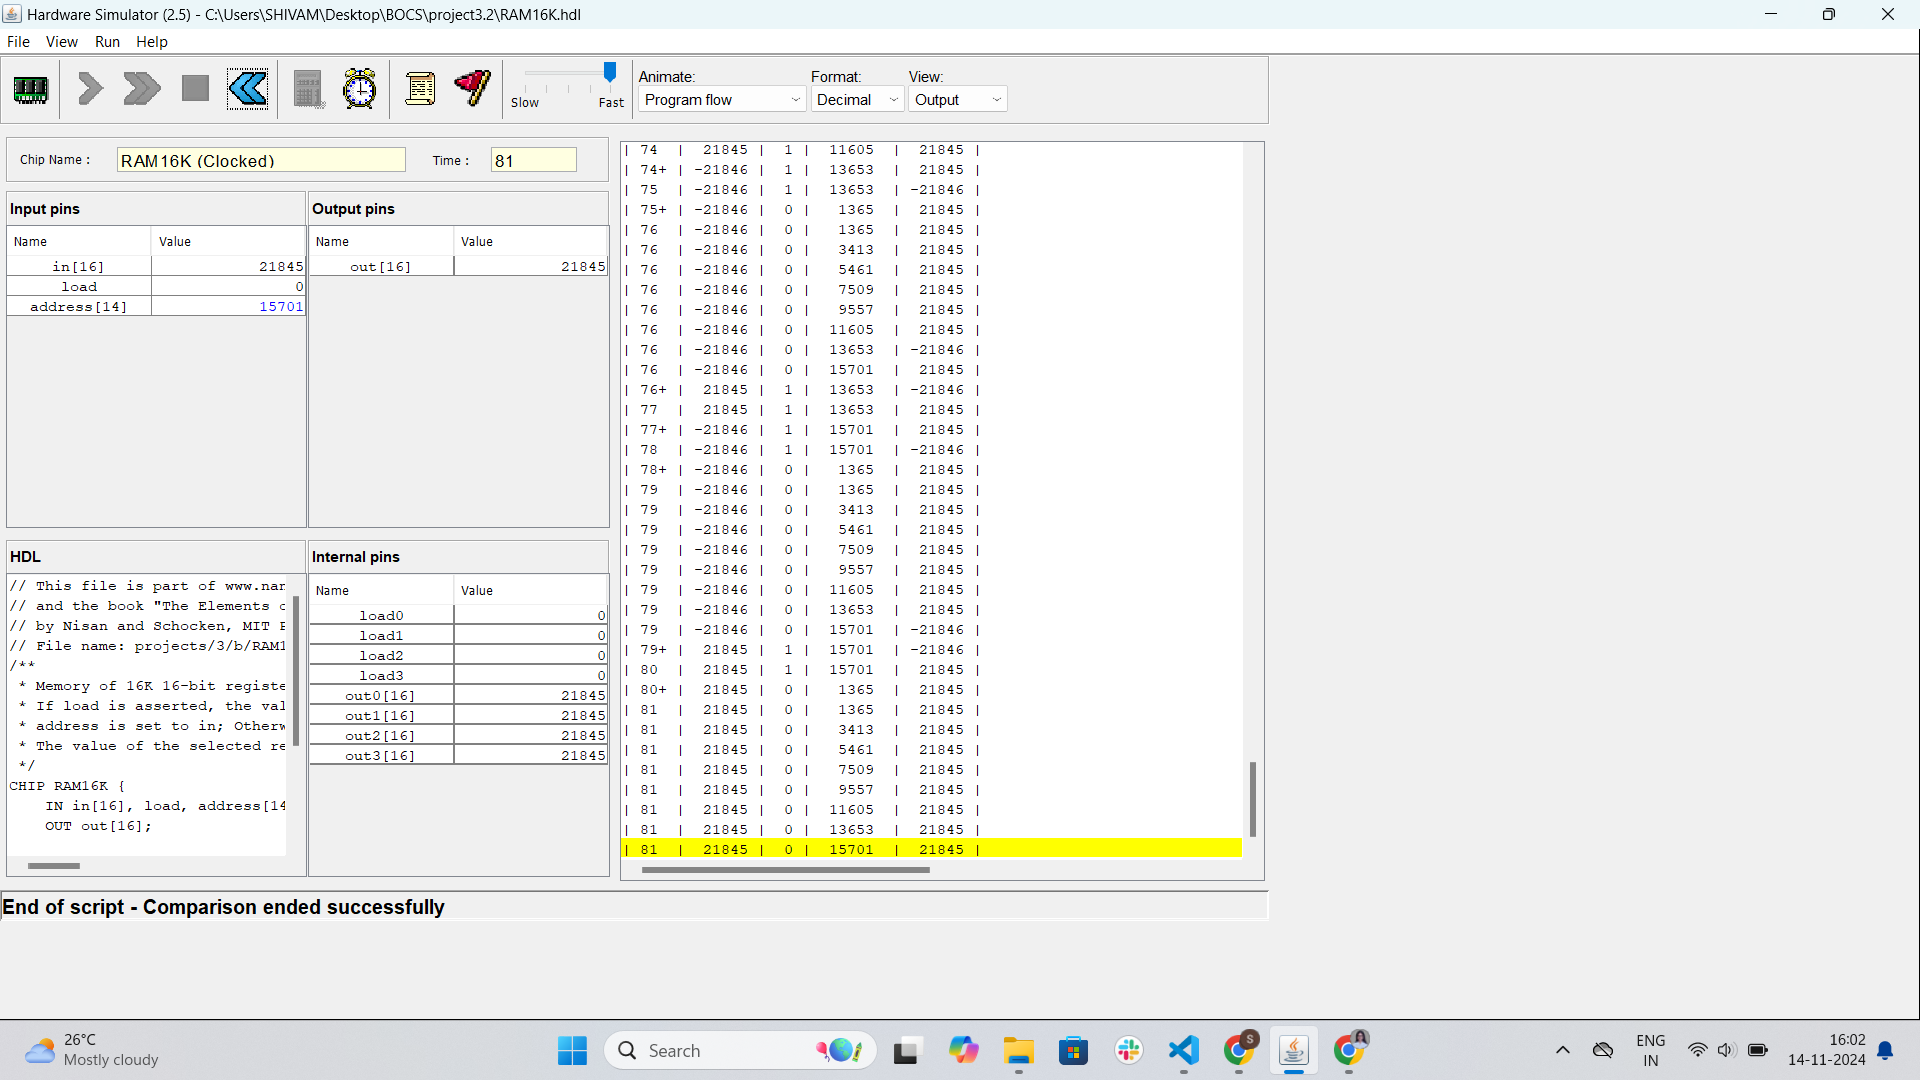 Hardware Simulator (2.5) - C:\Users\SHIVAM\Desktop\BOCS\project3.2\RAM16K.hdl
File View Run Help
Slow Fast
Animate: Format: View:
Program flow Decimal Output
Chip Name : RAM16K (Clocked) Time : 81
Input pins
Name Value
in[16] 21845
load 0
address[14] 15701
Output pins
Name Value
out[16] 21845
HDL
// This file is part of www.nan
// and the book "The Elements o
// by Nisan and Schocken, MIT P
// File name: projects/3/b/RAM1
/**
* Memory of 16K 16-bit registe
* If load is asserted, the val
* address is set to in; Otherw
* The value of the selected re
*/
CHIP RAM16K {
IN in[16], load, address[14
OUT out[16];
Internal pins
Name Value
load0 0
load1 0
load2 0
load3 0
out0[16] 21845
out1[16] 21845
out2[16] 21845
out3[16] 21845
| 74 | 21845 | 1 | 11605 | 21845 |
| 74+ | -21846 | 1 | 13653 | 21845 |
| 75 | -21846 | 1 | 13653 | -21846 |
| 75+ | -21846 | 0 | 1365 | 21845 |
| 76 | -21846 | 0 | 1365 | 21845 |
| 76 | -21846 | 0 | 3413 | 21845 |
| 76 | -21846 | 0 | 5461 | 21845 |
| 76 | -21846 | 0 | 7509 | 21845 |
| 76 | -21846 | 0 | 9557 | 21845 |
| 76 | -21846 | 0 | 11605 | 21845 |
| 76 | -21846 | 0 | 13653 | -21846 |
| 76 | -21846 | 0 | 15701 | 21845 |
| 76+ | 21845 | 1 | 13653 | -21846 |
| 77 | 21845 | 1 | 13653 | 21845 |
| 77+ | -21846 | 1 | 15701 | 21845 |
| 78 | -21846 | 1 | 15701 | -21846 |
| 78+ | -21846 | 0 | 1365 | 21845 |
| 79 | -21846 | 0 | 1365 | 21845 |
| 79 | -21846 | 0 | 3413 | 21845 |
| 79 | -21846 | 0 | 5461 | 21845 |
| 79 | -21846 | 0 | 7509 | 21845 |
| 79 | -21846 | 0 | 9557 | 21845 |
| 79 | -21846 | 0 | 11605 | 21845 |
| 79 | -21846 | 0 | 13653 | 21845 |
| 79 | -21846 | 0 | 15701 | -21846 |
| 79+ | 21845 | 1 | 15701 | -21846 |
| 80 | 21845 | 1 | 15701 | 21845 |
| 80+ | 21845 | 0 | 1365 | 21845 |
| 81 | 21845 | 0 | 1365 | 21845 |
| 81 | 21845 | 0 | 3413 | 21845 |
| 81 | 21845 | 0 | 5461 | 21845 |
| 81 | 21845 | 0 | 7509 | 21845 |
| 81 | 21845 | 0 | 9557 | 21845 |
| 81 | 21845 | 0 | 11605 | 21845 |
| 81 | 21845 | 0 | 13653 | 21845 |
| 81 | 21845 | 0 | 15701 | 21845 |
End of script - Comparison ended successfully
26°C
Mostly cloudy
Search
S
ENG
IN
16:02
14-11-2024